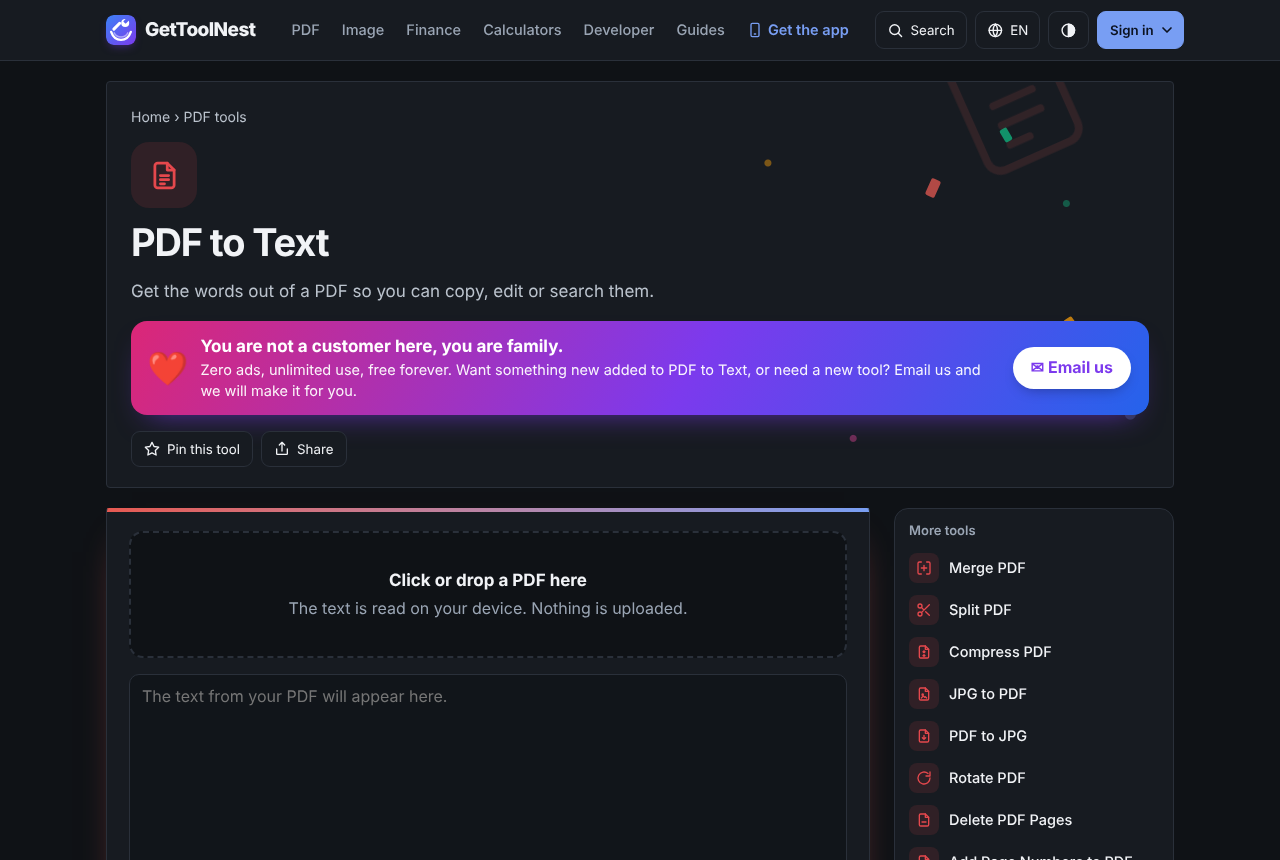 GetToolNest
PDF
Image
Finance
Calculators
Developer
Guides
Get the app
Search
EN
Sign in
Home › PDF tools
PDF to Text
Get the words out of a PDF so you can copy, edit or search them.
You are not a customer here, you are family.
Zero ads, unlimited use, free forever. Want something new added to PDF to Text, or need a new tool? Email us and
we will make it for you.
✉ Email us
Pin this tool
Share
Click or drop a PDF here
The text is read on your device. Nothing is uploaded.
The text from your PDF will appear here.
More tools
Merge PDF
Split PDF
Compress PDF
JPG to PDF
PDF to JPG
Rotate PDF
Delete PDF Pages
Add Page Numbers to PDF